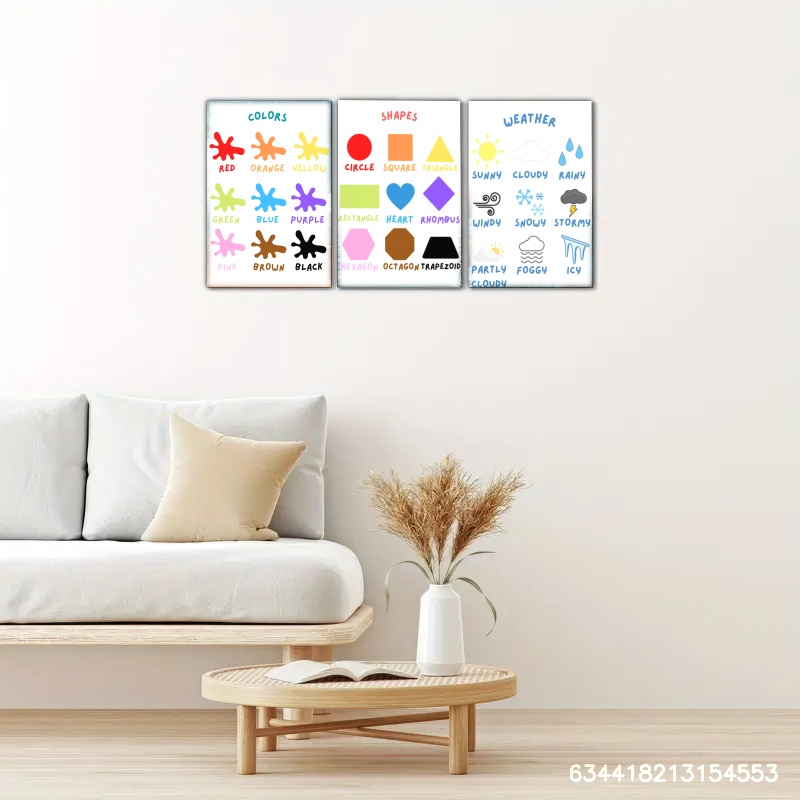 COLORS
RED ORANGE YELLOW
GREEN BLUE PURPLE
PINK BROWN BLACK
SHAPES
CIRCLE SQUARE TRIANGLE
RECTANGLE HEART RHOMBUS
HEXAGON OCTAGON TRAPEZOID
WEATHER
SUNNY CLOUDY RAINY
WINDY SNOWY STORMY
PARTLY CLOUDY FOGGY ICY
634418213154553